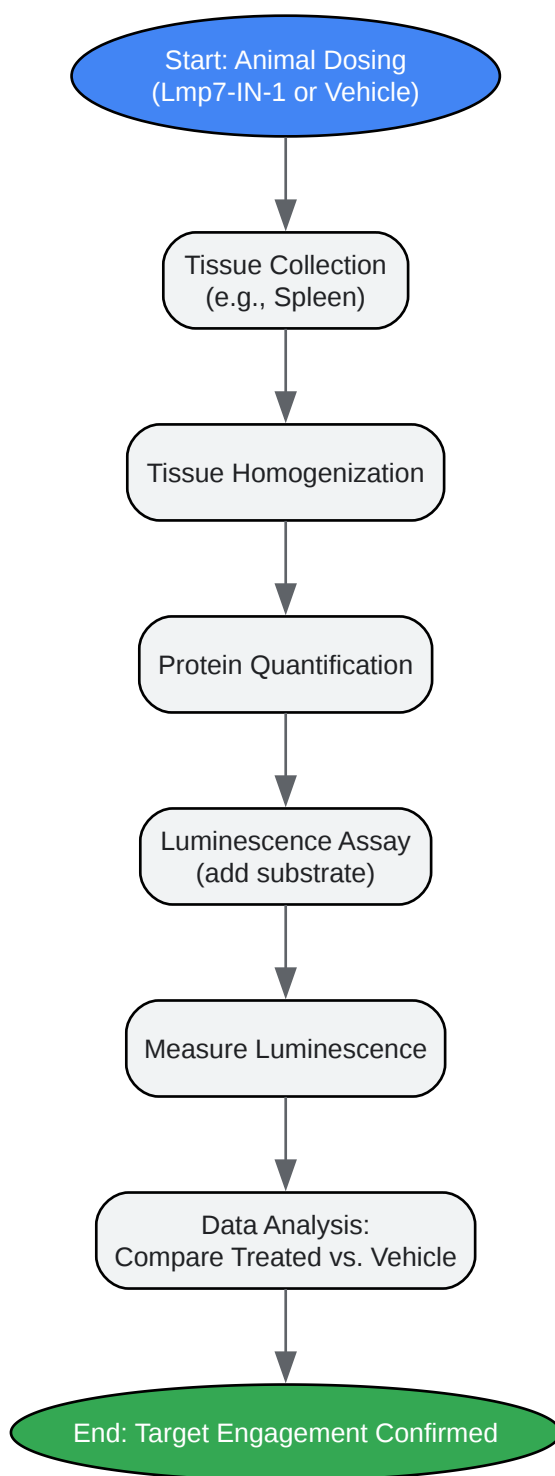 Start: Animal Dosing
(Lmp7-IN-1 or Vehicle)
Tissue Collection
(e.g., Spleen)
Tissue Homogenization
Protein Quantification
Luminescence Assay
(add substrate)
Measure Luminescence
Data Analysis:
Compare Treated vs. Vehicle
End: Target Engagement Confirmed